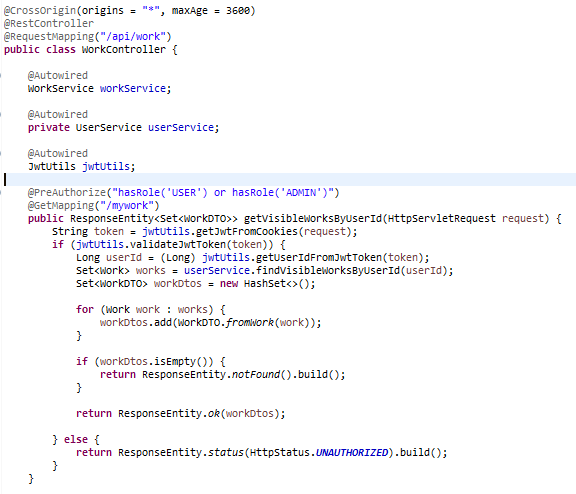 @CrossOrigin(origins = "*", maxAge = 3600)
@RestController
@RequestMapping("/api/work")
public class WorkController {
@Autowired
WorkService workService;
@Autowired
private UserService userService;
@Autowired
JwtUtils jwtUtils;
@PreAuthorize("hasRole('USER') or hasRole('ADMIN')")
@GetMapping("/mywork")
public ResponseEntity<Set<WorkDTO>> getVisibleWorksByUserId(HttpServletRequest request) {
String token = jwtUtils.getJwtFromCookies(request);
if (jwtUtils.validateJwtToken(token)) {
Long userId = (Long) jwtUtils.getUserIdFromJwtToken(token);
Set<Work> works = userService.findVisibleWorksByUserId(userId);
Set<WorkDTO> workDtos = new HashSet<>();
for (Work work : works) {
workDtos.add(WorkDTO.fromWork(work));
}
if (workDtos.isEmpty()) {
return ResponseEntity.notFound().build();
}
return ResponseEntity.ok(workDtos);
} else {
return ResponseEntity.status(HttpStatus.UNAUTHORIZED).build();
}
}